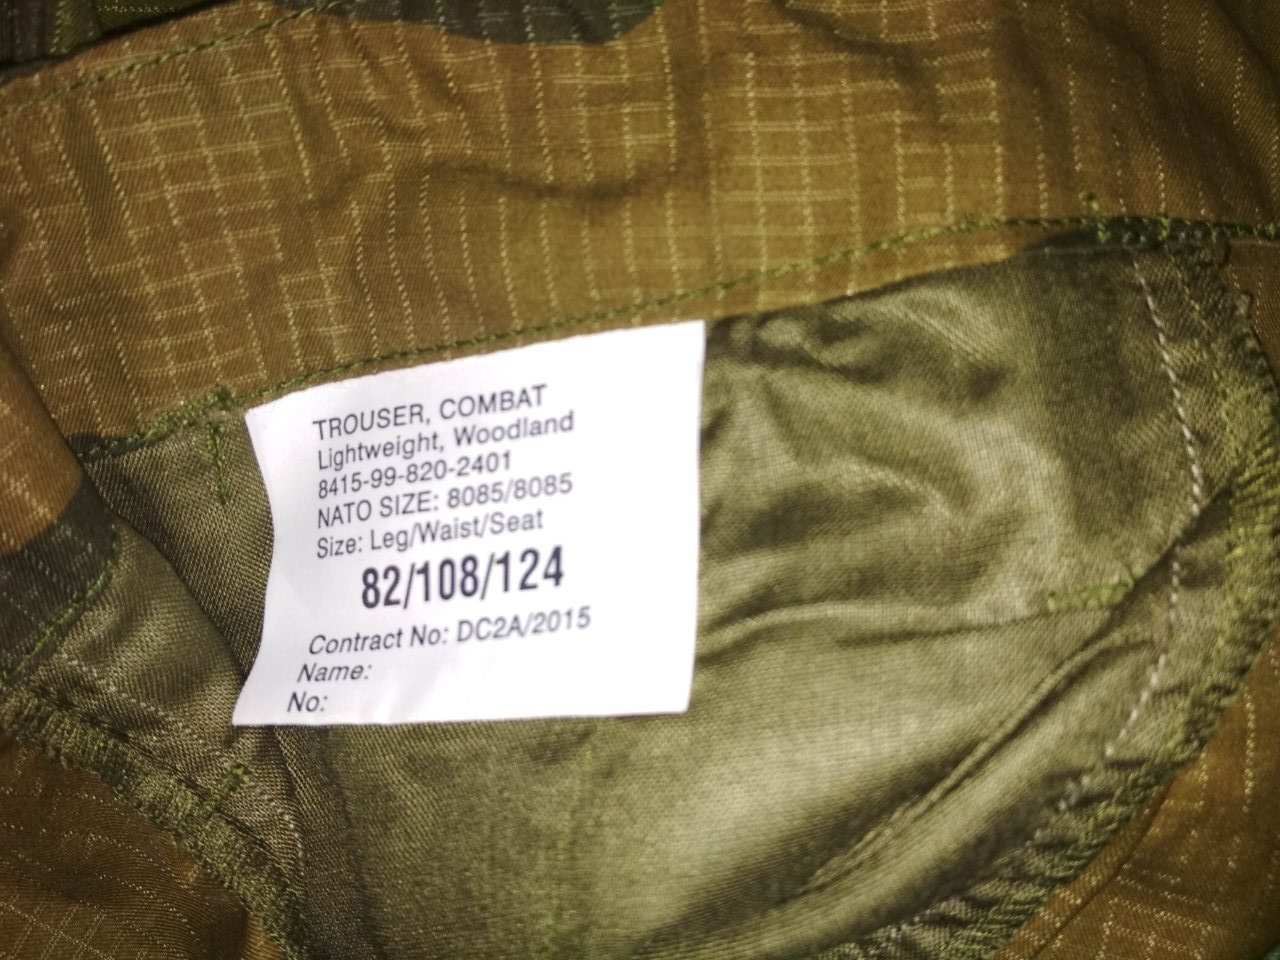 TROUSER, COMBAT
Lightweight, Woodland
8415-99-820-2401
NATO SIZE: 8085/8085
Size: Leg/Waist/Seat
82/108/124
Contract No: DC2A/2015
Name:
No: